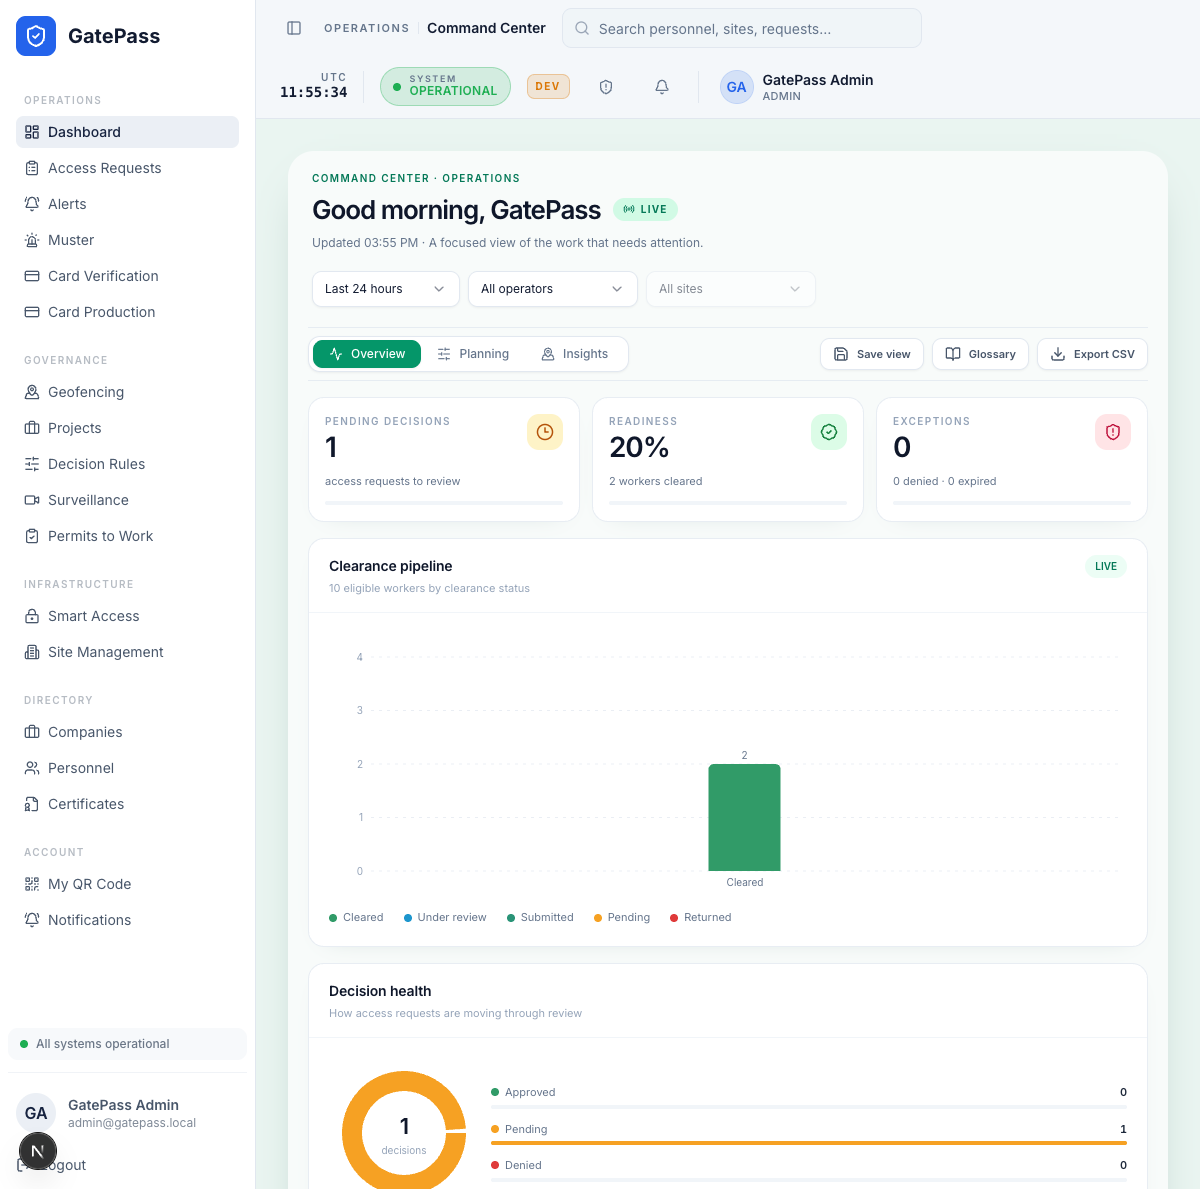 GatePass
OPERATIONS
Dashboard
Access Requests
Alerts
Muster
Card Verification
Card Production
GOVERNANCE
Geofencing
Projects
Decision Rules
Surveillance
Permits to Work
INFRASTRUCTURE
Smart Access
Site Management
DIRECTORY
Companies
Personnel
Certificates
ACCOUNT
My QR Code
Notifications
All systems operational
GA
GatePass Admin
admin@gatepass.local
N
ogout
OPERATIONS
Command Center
Search personnel, sites, requests...
UTC
11:55:34
SYSTEM
OPERATIONAL
DEV
GA
GatePass Admin
ADMIN
COMMAND CENTER · OPERATIONS
Good morning, GatePass
LIVE
Updated 03:55 PM · A focused view of the work that needs attention.
Last 24 hours
All operators
All sites
Overview
Planning
Insights
Save view
Glossary
Export CSV
PENDING DECISIONS
1
access requests to review
READINESS
20%
2 workers cleared
EXCEPTIONS
0
0 denied · 0 expired
Clearance pipeline
LIVE
10 eligible workers by clearance status
4
3
2
1
0
2
Cleared
Cleared
Under review
Submitted
Pending
Returned
Decision health
How access requests are moving through review
1
decisions
Approved 0
Pending 1
Denied 0